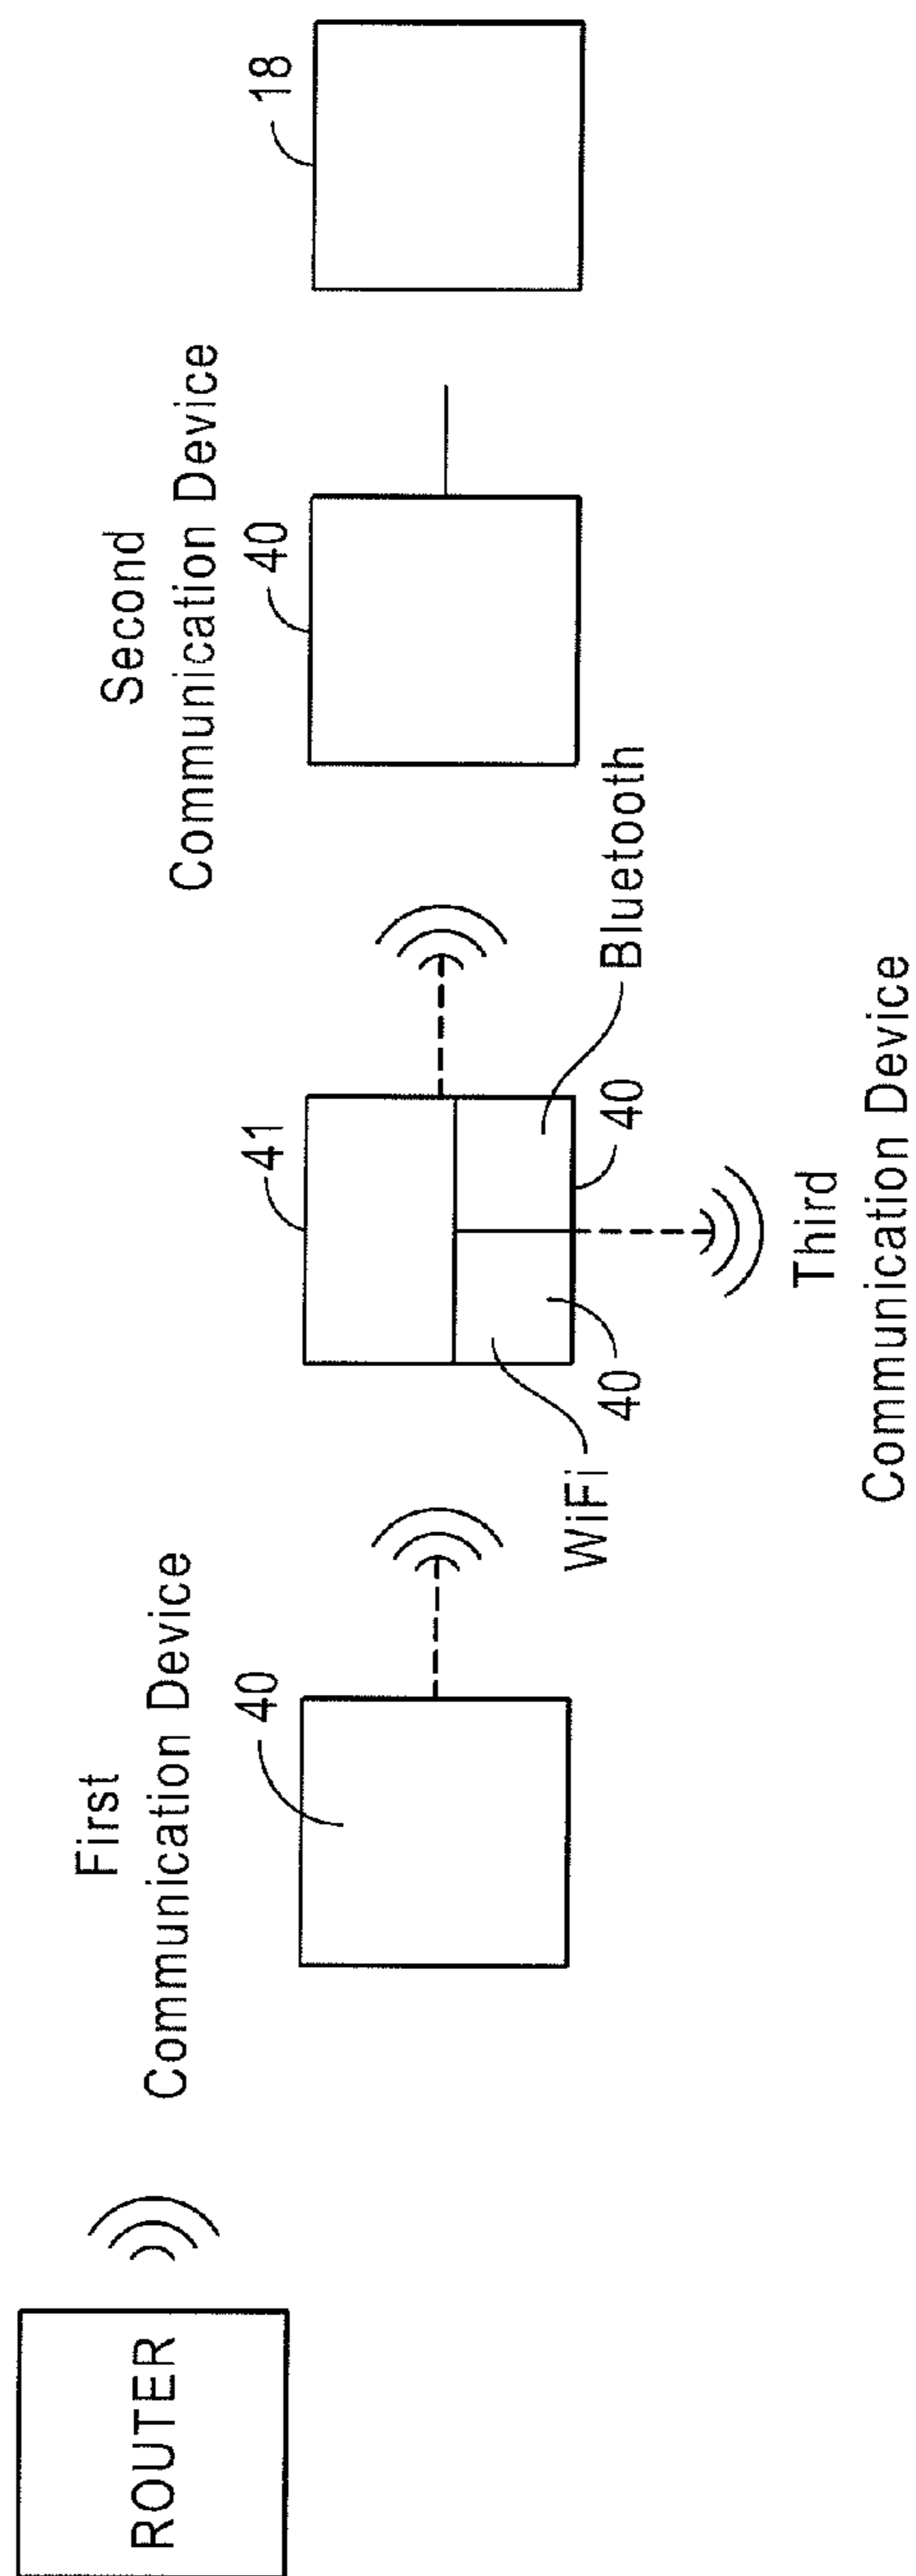 ROUTER
First
Communication Device
40
WiFi
40
41
40
Bluetooth
Third
Communication Device
Second
Communication Device
40
18